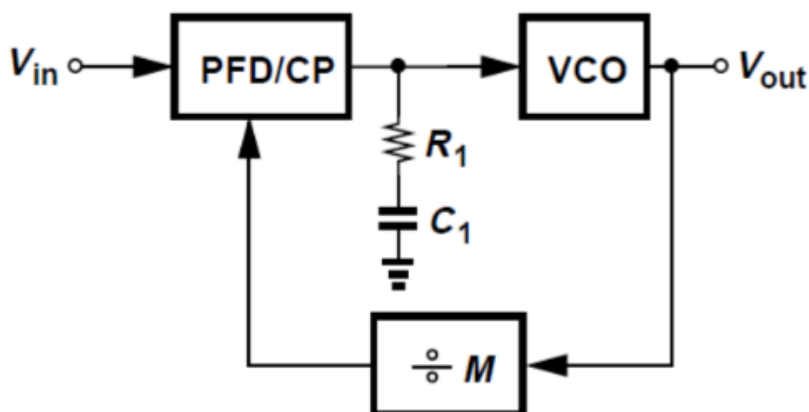 Vin
PFD/CP
VCO
Vout
R1
C1
÷ M